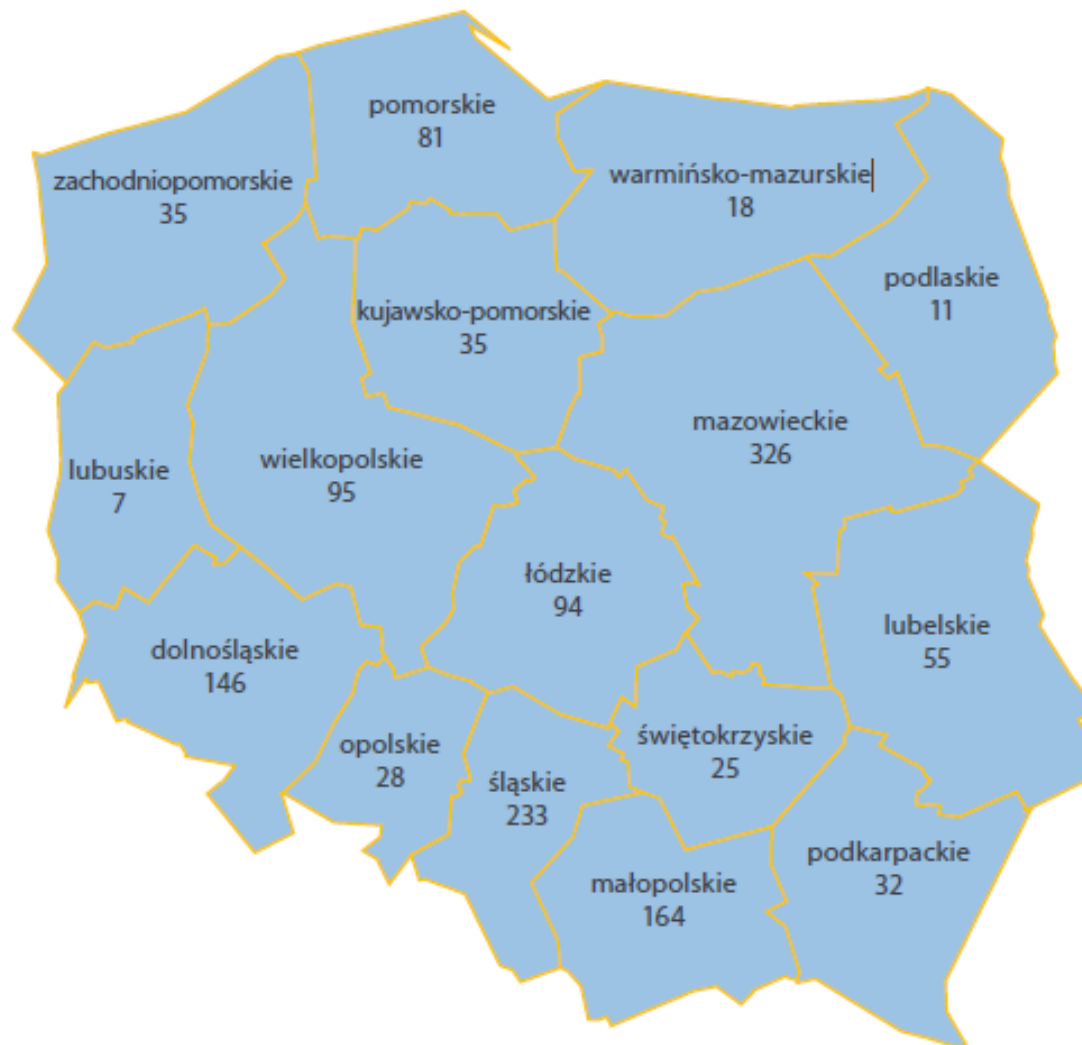 pomorskie
81
zachodniopomorskie
35
warmińsko-mazurskie
18
podlaskie
11
kujawsko-pomorskie
35
mazowieckie
326
wielkopolskie
95
lubuskie
7
łódzkie
94
lubelskie
55
dolnośląskie
146
opolskie
28
śląskie
233
świętokrzyskie
25
podkarpackie
32
małopolskie
164